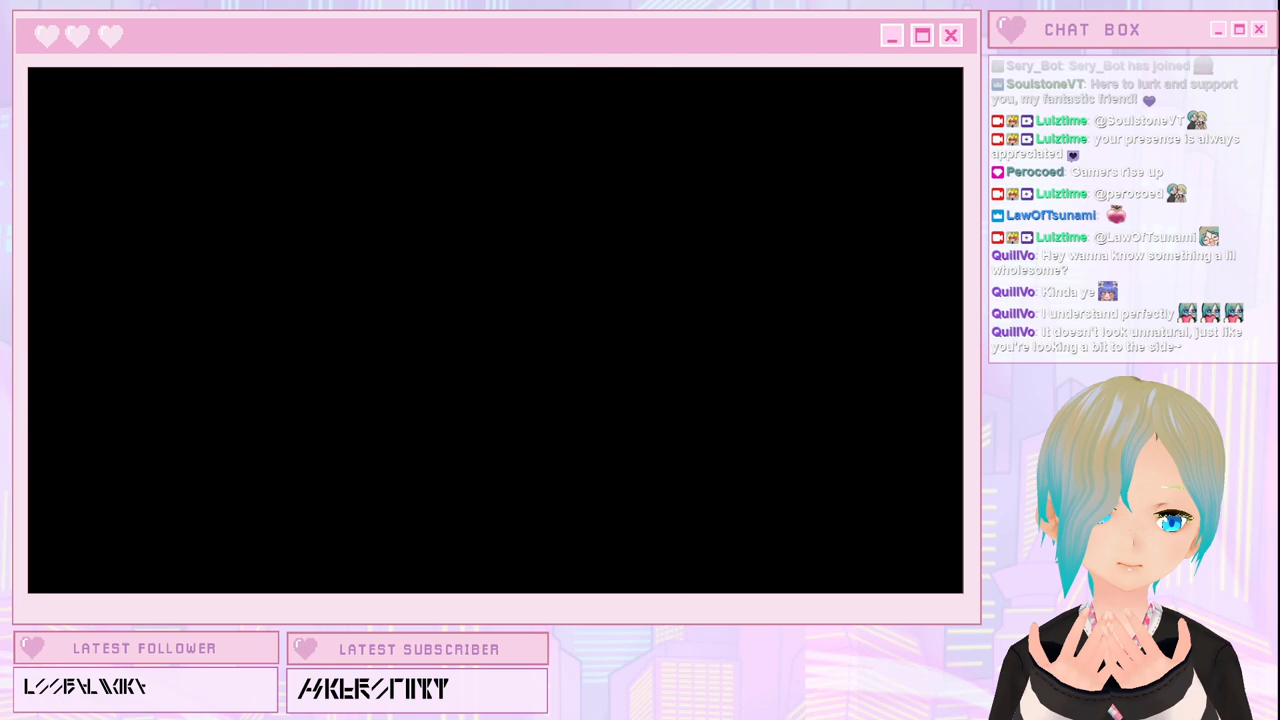 CHAT BOX
Sery_Bot: Sery_Bot has joined
SoulstoneVT: Here to lurk and support
you, my fantastic friend!
Luiztime: @SoulstoneVT
Luiztime: your presence is always
appreciated
Perocoed: Gamers rise up
Luiztime: @perocoed
LawOfTsunami:
Luiztime: @LawOfTsunami
QuillVo: Hey wanna know something a lil
wholesome?
QuillVo: Kinda ye
QuillVo: I understand perfectly
QuillVo: It doesn't look unnatural, just like
you're looking a bit to the side~
LATEST FOLLOWER
LATEST SUBSCRIBER